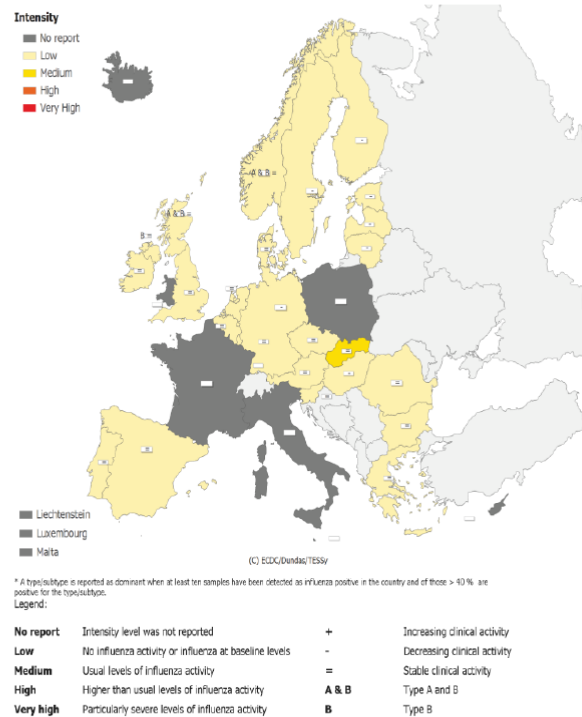 Intensity
No report
Low
Medium
High
Very High
A & B =
A & B =
B =
Liechtenstein
Luxembourg
Malta
(C) ECDC/Dundas/TESSy
* A type/subtype is reported as dominant when at least ten samples have been detected as influenza positive in the country and of those > 40 % are
positive for the type/subtype.
Legend:
No report Intensity level was not reported + Increasing clinical activity
Low No influenza activity or influenza at baseline levels - Decreasing clinical activity
Medium Usual levels of influenza activity = Stable clinical activity
High Higher than usual levels of influenza activity A & B Type A and B
Very high Particularly severe levels of influenza activity B Type B